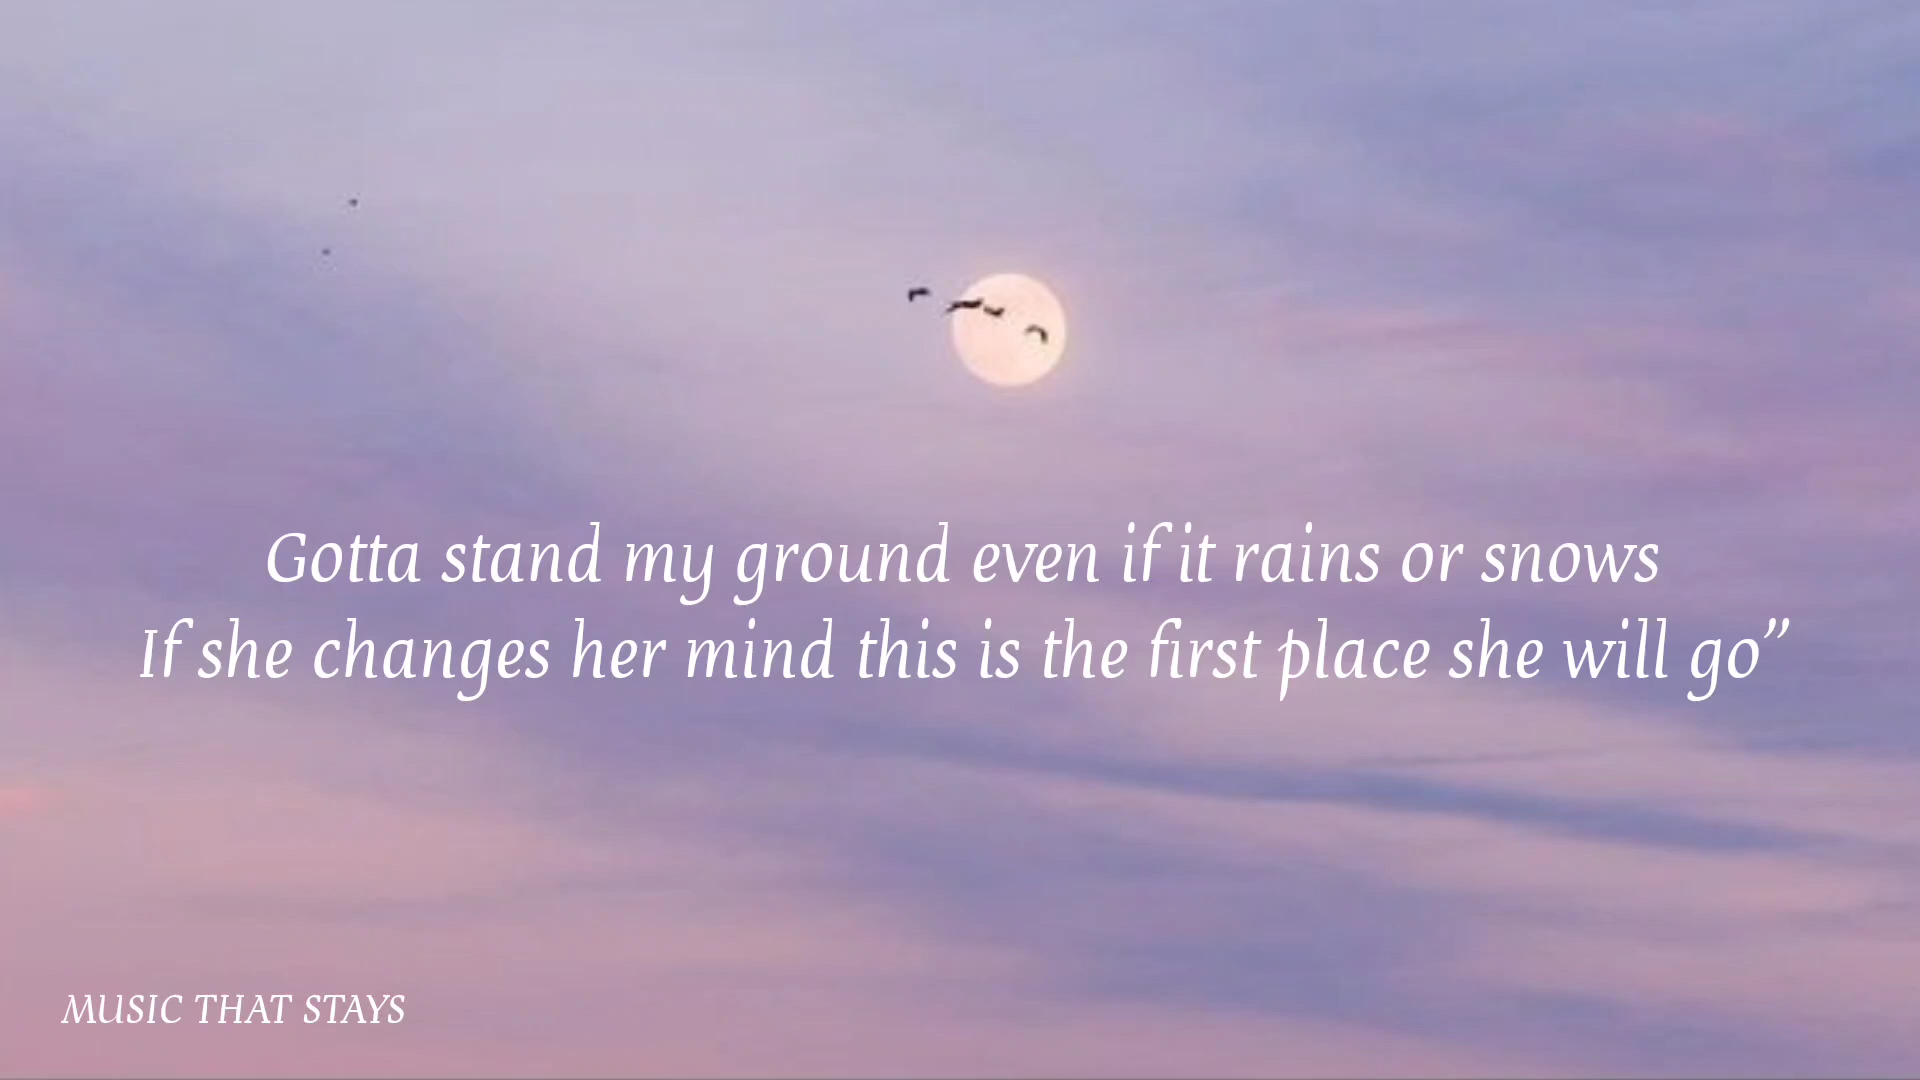 Gotta stand my ground even if it rains or snows
If she changes her mind this is the first place she will go”
MUSIC THAT STAYS